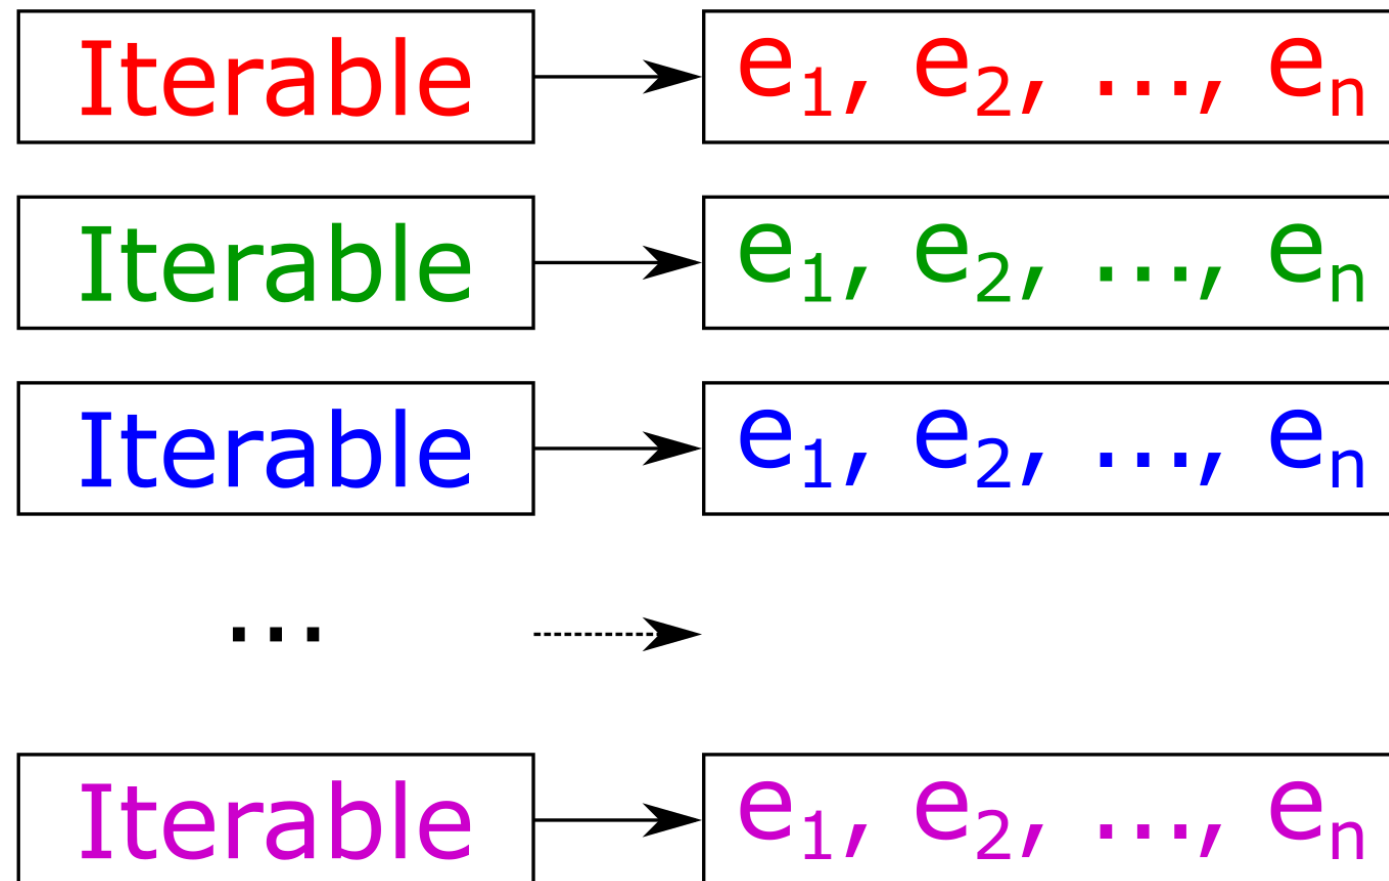 Iterable e₁, e₂, ..., eₙ
Iterable e₁, e₂, ..., eₙ
Iterable e₁, e₂, ..., eₙ
...
Iterable e₁, e₂, ..., eₙ